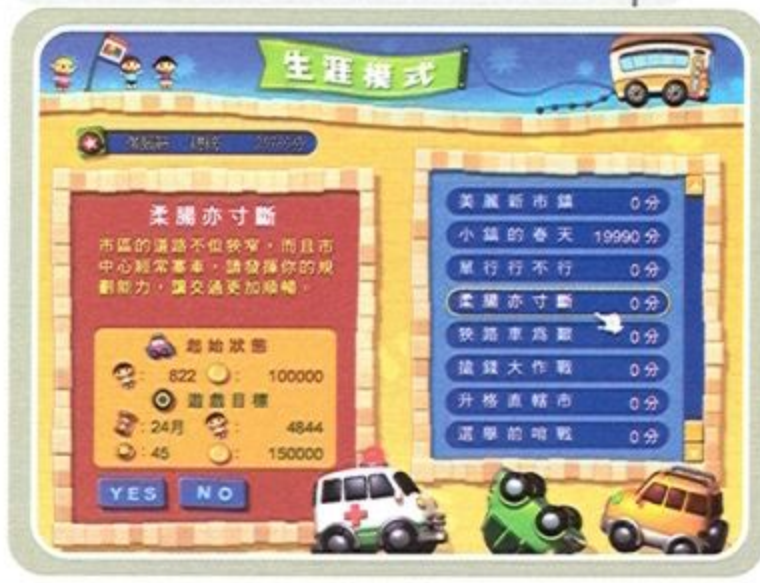 生涯模式
柔腸亦寸斷
市區的道路不但狹窄，而且市
中心經常塞車，請發揮你的規
劃能力，讓交通更加順暢。
起始狀態
: 822 : 100000
遊戲目標
: 24月 : 4844
: 45 : 150000
YES NO
美麗新市鎮 0分
小鎮的春天 19990分
單行行不行 0分
柔腸亦寸斷 0分
狹路車為艱 0分
搶錢大作戰 0分
升格直轄市 0分
選舉前哨戰 0分